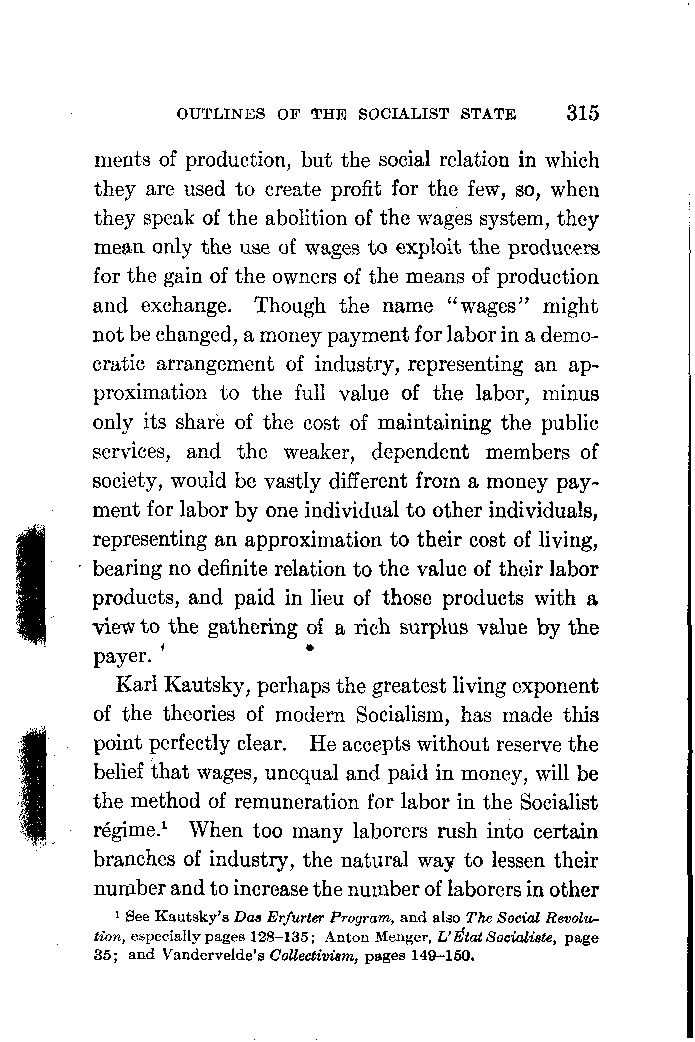 OUTLINES OF THE SOCIALIST STATE 315
ments of production, but the social relation in which
they are used to create profit for the few, so, when
they speak of the abolition of the wages system, they
mean only the use of wages to exploit the producers
for the gain of the owners of the means of production
and exchange. Though the name "wages" might
not be changed, a money payment for labor in a demo-
cratic arrangement of industry, representing an ap-
proximation to the full value of the labor, minus
only its share of the cost of maintaining the public
services, and the weaker, dependent members of
society, would be vastly different from a money pay-
ment for labor by one individual to other individuals,
representing an approximation to their cost of living,
bearing no definite relation to the value of their labor
products, and paid in lieu of those products with a
view to the gathering of a rich surplus value by the
payer.
Karl Kautsky, perhaps the greatest living exponent
of the theories of modern Socialism, has made this
point perfectly clear. He accepts without reserve the
belief that wages, unequal and paid in money, will be
the method of remuneration for labor in the Socialist
régime.¹ When too many laborers rush into certain
branches of industry, the natural way to lessen their
number and to increase the number of laborers in other
¹ See Kautsky's Das Erfurter Program, and also The Social Revolu-
tion, especially pages 128–135; Anton Menger, L'État Socialiste, page
35; and Vandervelde's Collectivism, pages 149–150.